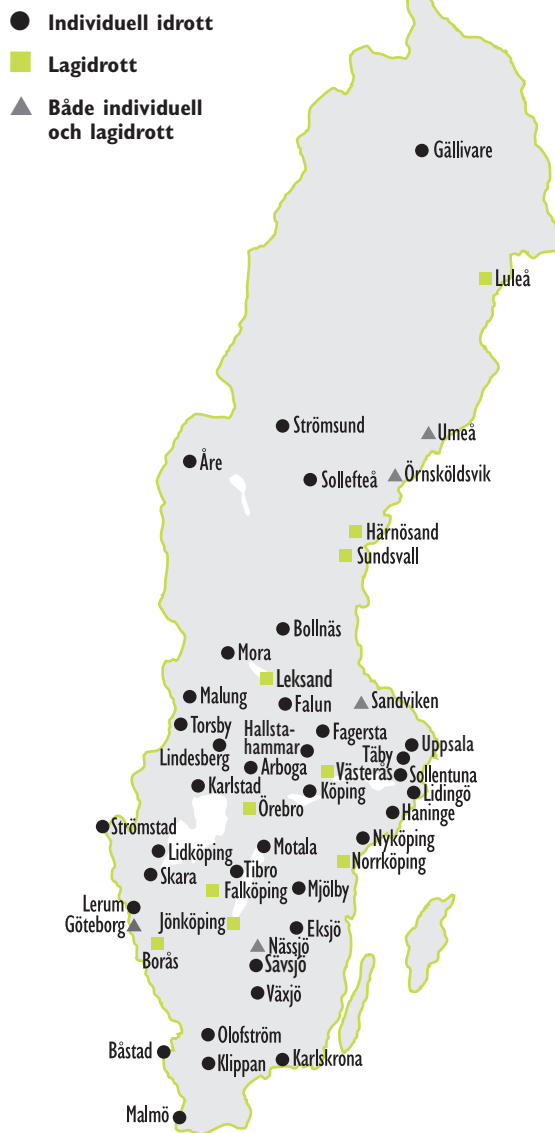 Individuell idrott
Lagidrott
Både individuell
och lagidrott
Gällivare
Luleå
Strömsund
Umeå
Åre
Sollefteå
Örnsköldsvik
Härnösand
Sundsvall
Bollnäs
Mora
Leksand
Malung
Falun
Sandviken
Torsby
Hallsta-
hammar
Fagersta
Uppsala
Lindesberg
Täby
Arboga
Västerås
Sollentuna
Karlstad
Köping
Lidingö
Örebro
Haninge
Strömstad
Nyköping
Lidköping
Motala
Norrköping
Skara
Tibro
Falköping
Mjölby
Lerum
Göteborg
Jönköping
Eksjö
Borås
Nässjö
Sävsjö
Växjö
Olofström
Båstad
Klippan
Karlskrona
Malmö